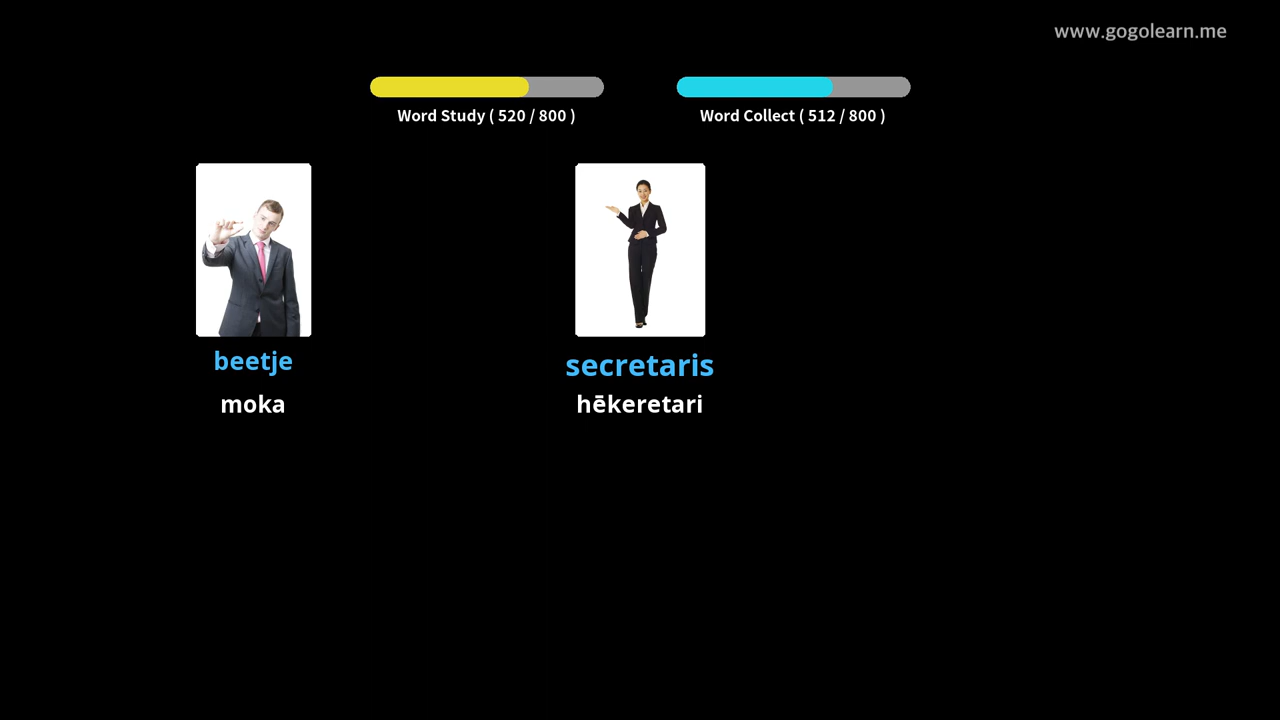 www.gogolearn.me
Word Study ( 520 / 800 )
Word Collect ( 512 / 800 )
beetje
moka
secretaris
hēkeretari